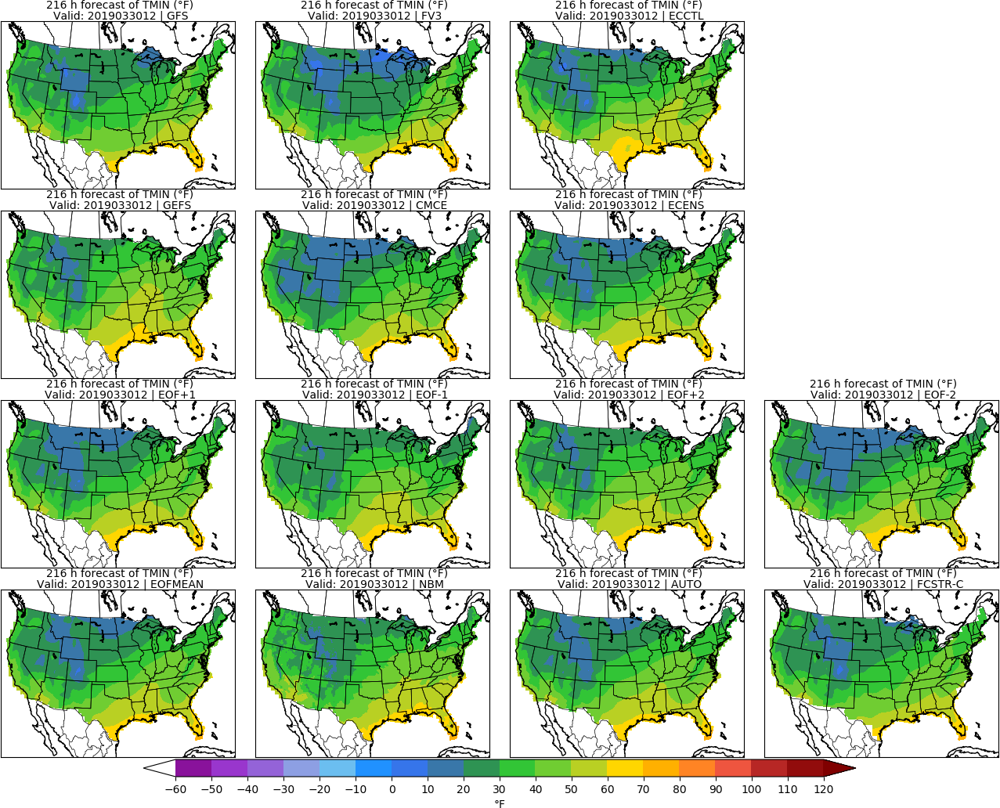 216 h forecast of TMIN (°F)
Valid: 2019033012 | GFS
216 h forecast of TMIN (°F)
Valid: 2019033012 | FV3
216 h forecast of TMIN (°F)
Valid: 2019033012 | ECCTL
216 h forecast of TMIN (°F)
Valid: 2019033012 | GEFS
216 h forecast of TMIN (°F)
Valid: 2019033012 | CMCE
216 h forecast of TMIN (°F)
Valid: 2019033012 | ECENS
216 h forecast of TMIN (°F)
Valid: 2019033012 | EOF+1
216 h forecast of TMIN (°F)
Valid: 2019033012 | EOF-1
216 h forecast of TMIN (°F)
Valid: 2019033012 | EOF+2
216 h forecast of TMIN (°F)
Valid: 2019033012 | EOF-2
216 h forecast of TMIN (°F)
Valid: 2019033012 | EOFMEAN
216 h forecast of TMIN (°F)
Valid: 2019033012 | NBM
216 h forecast of TMIN (°F)
Valid: 2019033012 | AUTO
216 h forecast of TMIN (°F)
Valid: 2019033012 | FCSTR-C
−60 −50 −40 −30 −20 −10 0 10 20 30 40 50 60 70 80 90 100 110 120
°F